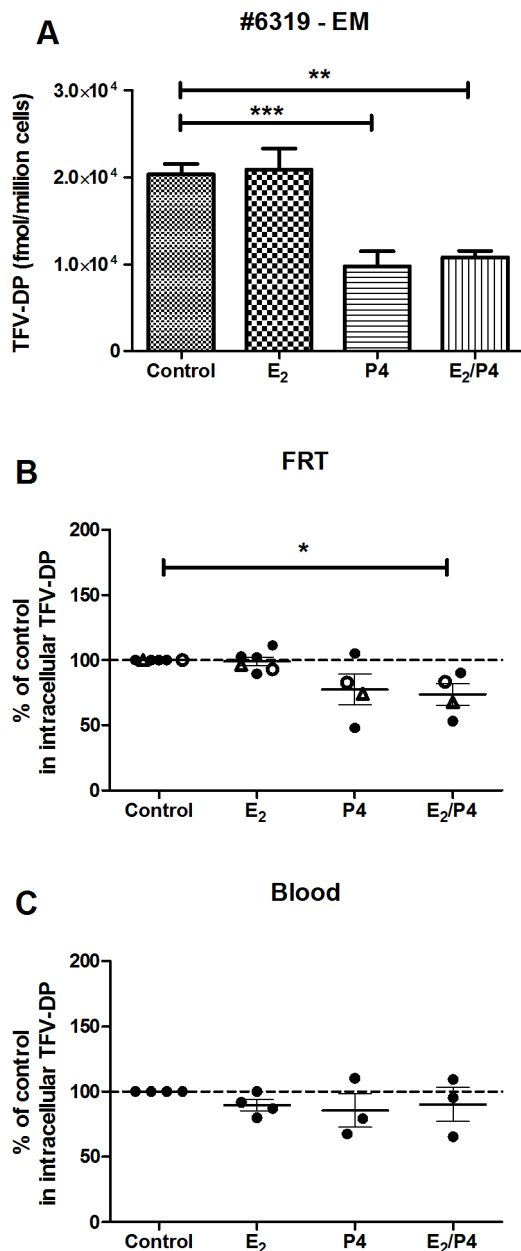 A
#6319 - EM
**
***
TFV-DP (fmol/million cells)
3.0×10⁴
2.0×10⁴
1.0×10⁴
0
Control E₂ P4 E₂/P4
B
FRT
*
% of control
in intracellular TFV-DP
200
150
100
50
0
Control E₂ P4 E₂/P4
C
Blood
% of control
in intracellular TFV-DP
200
150
100
50
0
Control E₂ P4 E₂/P4